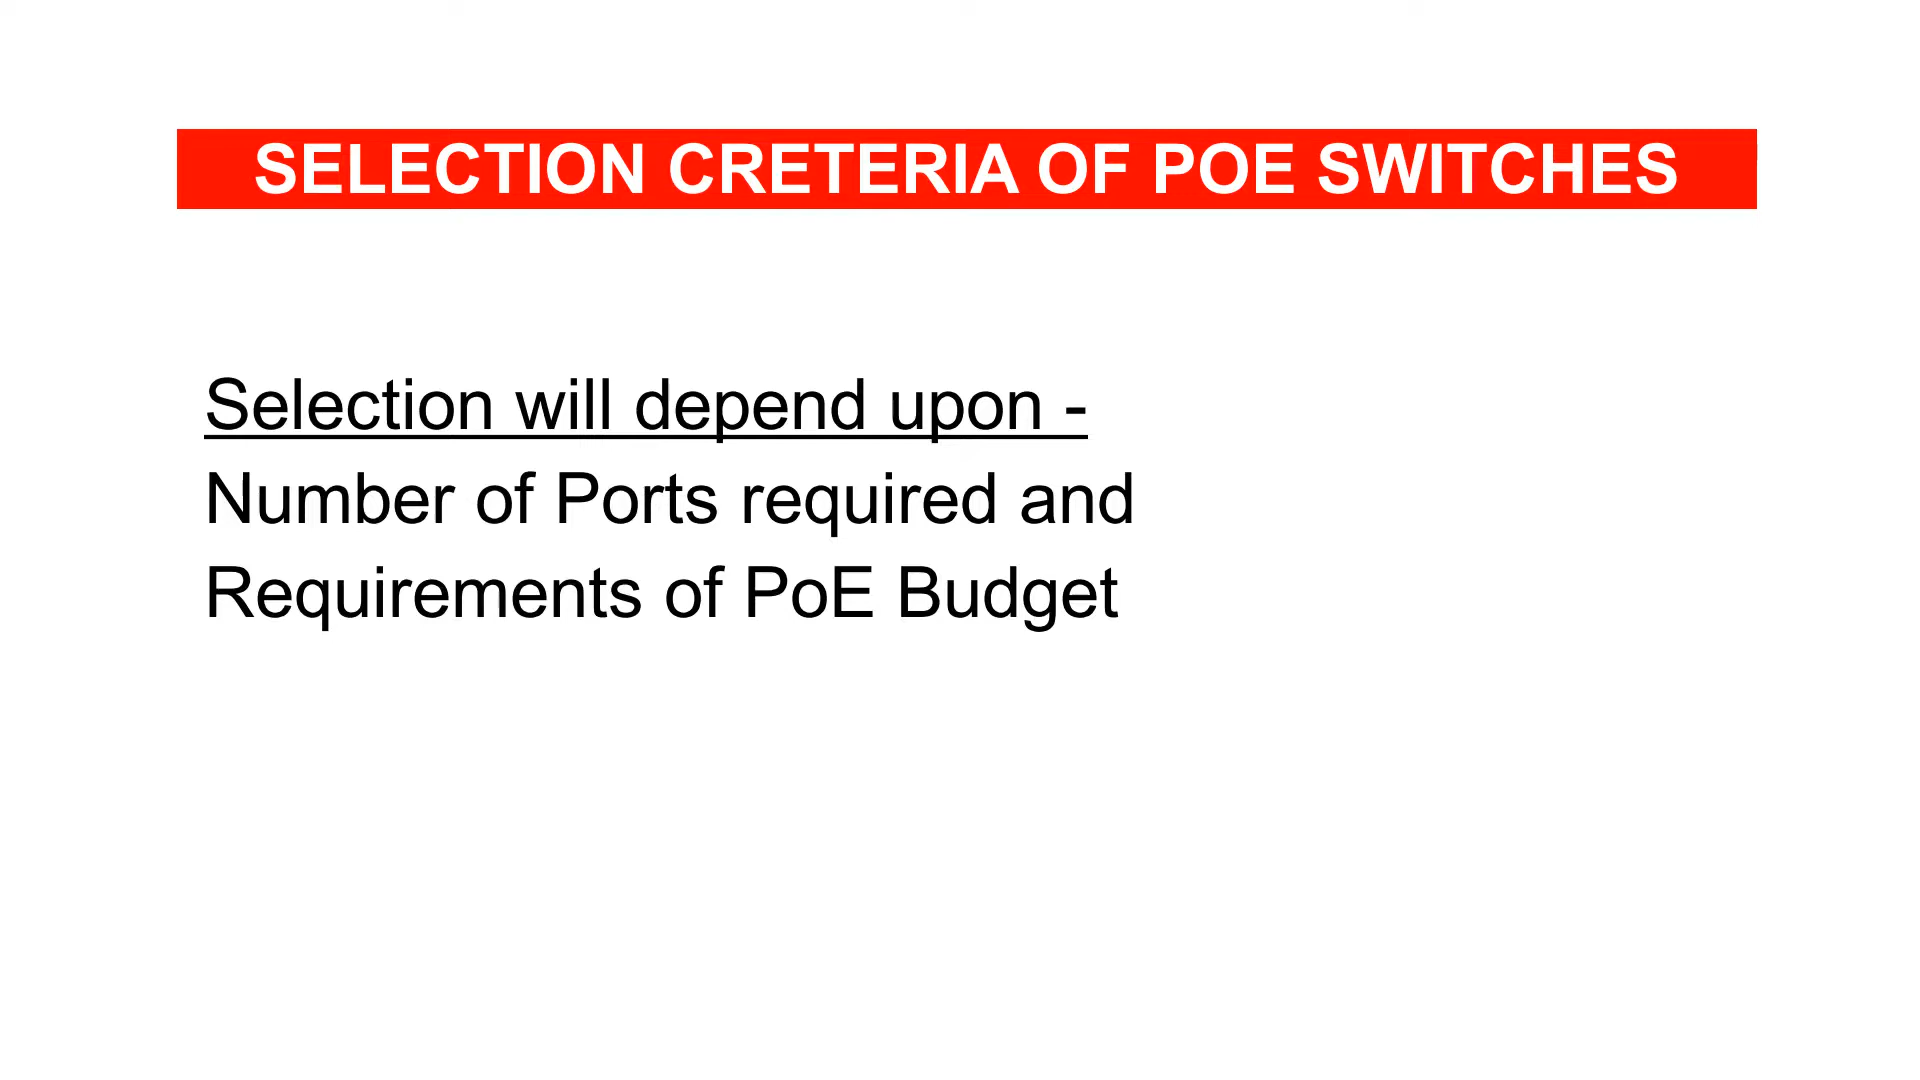 SELECTION CRETERIA OF POE SWITCHES
Selection will depend upon -
Number of Ports required and
Requirements of PoE Budget